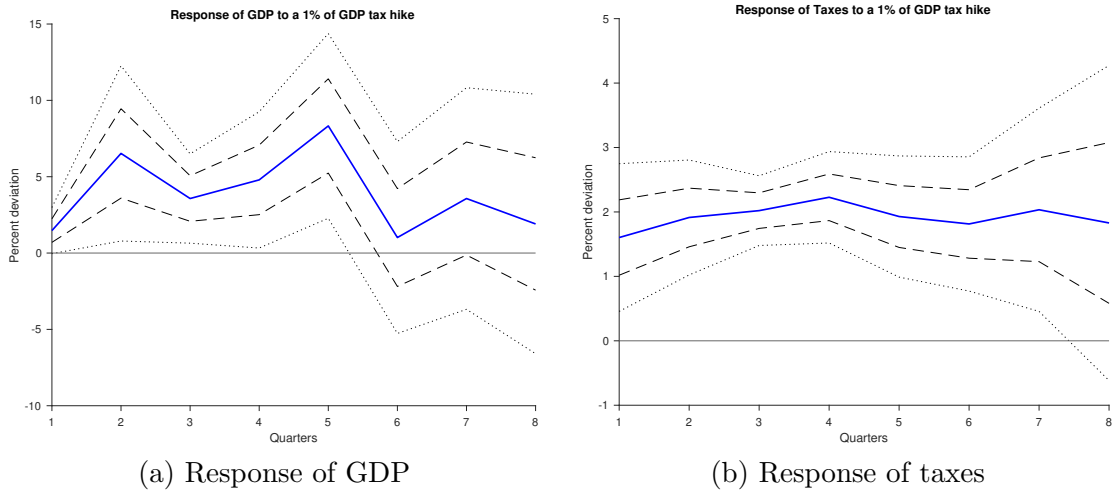 Response of GDP to a 1% of GDP tax hike
15
10
5
0
-5
-10
Percent deviation
1 2 3 4 5 6 7 8
Quarters
(a) Response of GDP
Response of Taxes to a 1% of GDP tax hike
5
4
3
2
1
0
-1
Percent deviation
1 2 3 4 5 6 7 8
Quarters
(b) Response of taxes